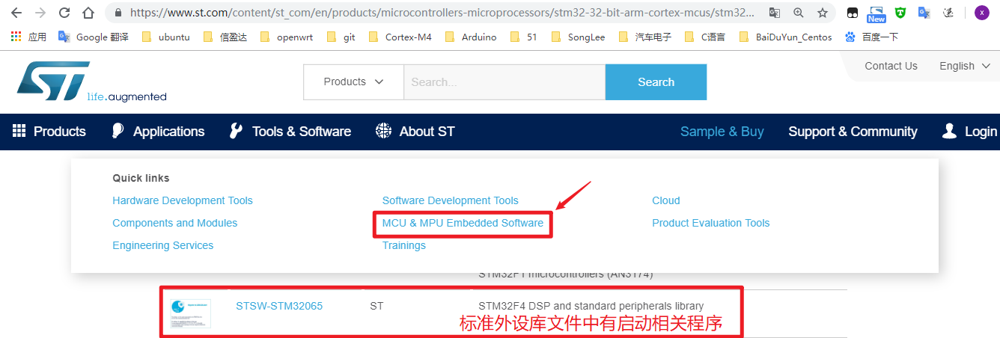 https://www.st.com/content/st_com/en/products/microcontrollers-microprocessors/stm32-32-bit-arm-cortex-mcus/stm32...
New
x
应用 Google 翻译 ubuntu 信盈达 openwrt git Cortex-M4 Arduino 51 SongLee 汽车电子 C语言 BaiDuYun_Centos 百度一下
Contact Us English
ST life.augmented
Products Search... Search
Products Applications Tools & Software About ST Sample & Buy Support & Community Login
Quick links
Hardware Development Tools Software Development Tools Cloud
Components and Modules MCU & MPU Embedded Software Product Evaluation Tools
Engineering Services Trainings
STM32F1 microcontrollers (AN3174)
STSW-STM32065 ST STM32F4 DSP and standard peripherals library
标准外设库文件中有启动相关程序